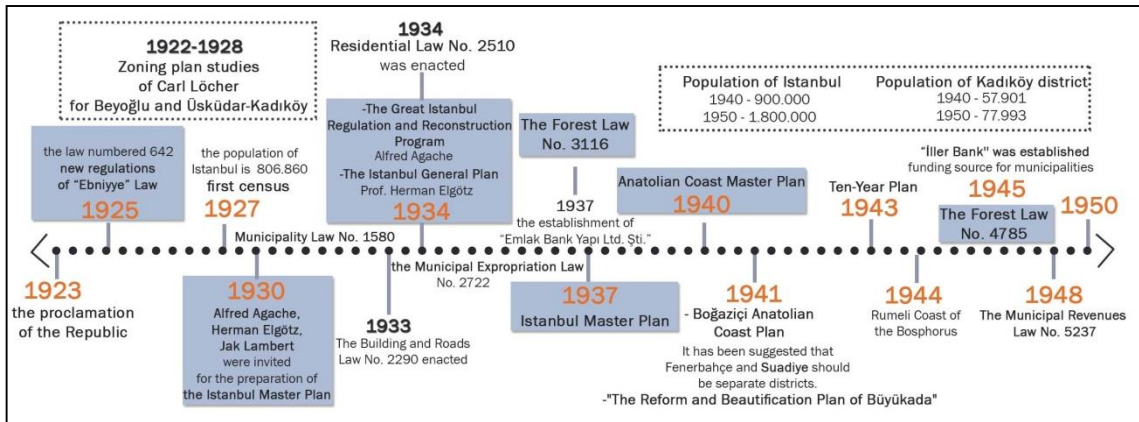 1922-1928
Zoning plan studies
of Carl Löcher
for Beyoğlu and Üsküdar-Kadıköy
the law numbered 642
new regulations
of “Ebniyye” Law
1925
the population of
Istanbul is 806.860
first census
1927
1934
Residential Law No. 2510
was enacted
-The Great Istanbul
Regulation and Reconstruction
Program
Alfred Agache
-The Istanbul General Plan
Prof. Herman Elgötz
1934
The Forest Law
No. 3116
1937
the establishment of
“Emlak Bank Yapı Ltd. Şti.”
Population of Istanbul
1940 - 900.000
1950 - 1.800.000
Population of Kadıköy district
1940 - 57.901
1950 - 77.993
Anatolian Coast Master Plan
1940
Ten-Year Plan
1943
“İller Bank" was established
funding source for municipalities
1945
The Forest Law
No. 4785
1950
Municipality Law No. 1580
the Municipal Expropriation Law
No. 2722
1923
the proclamation
of the Republic
1930
Alfred Agache,
Herman Elgötz,
Jak Lambert
were invited
for the preparation of
the Istanbul Master Plan
1933
The Building and Roads
Law No. 2290 enacted
1937
Istanbul Master Plan
1941
- Boğaziçi Anatolian
Coast Plan
It has been suggested that
Fenerbahçe and Suadiye should
be separate districts.
-"The Reform and Beautification Plan of Büyükada"
1944
Rumeli Coast of
the Bosphorus
1948
The Municipal Revenues
Law No. 5237